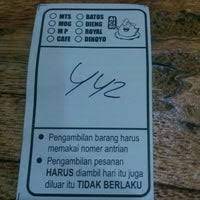 MTS BATOS
MOG DIENG
MP ROYAL
CAFE DINOYO
442
Pengambilan barang harus
memakai nomer antrian
Pengambilan pesanan
HARUS diambil hari itu juga
diluar itu TIDAK BERLAKU